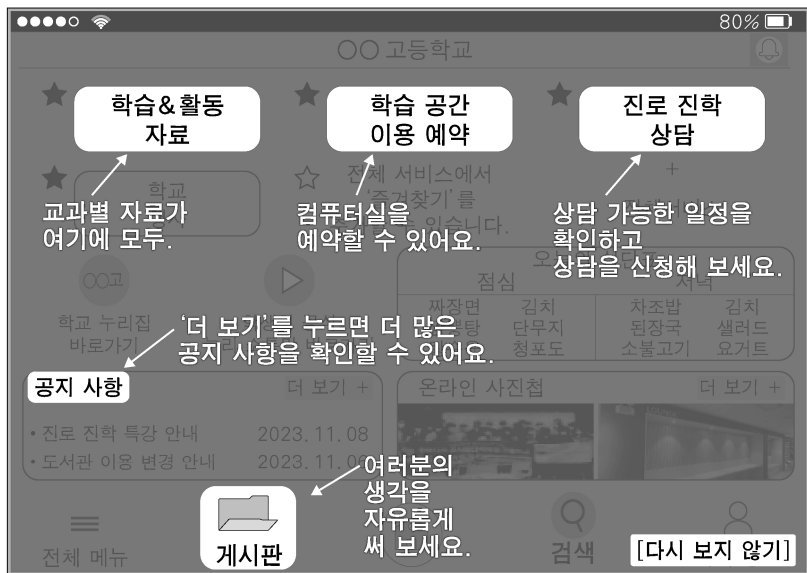 80%
○○고등학교
학습&활동
자료
학습 공간
이용 예약
진로 진학
상담
학교
전체 서비스에서
'즐겨찾기'를
+
교과별 자료가
여기에 모두.
컴퓨터실을
예약할 수 있어요.
상담 가능한 일정을
확인하고
상담을 신청해 보세요.
○○고
점심
저녁
짜장면 김치 차조밥 김치
단무지 된장국 샐러드
청포도 소불고기 요거트
학교 누리집
바로가기
'더 보기'를 누르면 더 많은
공지 사항을 확인할 수 있어요.
공지 사항
더 보기 +
온라인 사진첩
더 보기 +
• 진로 진학 특강 안내 2023. 11. 08
• 도서관 이용 변경 안내 2023. 11. 06
여러분의
생각을
자유롭게
써 보세요.
전체 메뉴
게시판
검색
[다시 보지 않기]